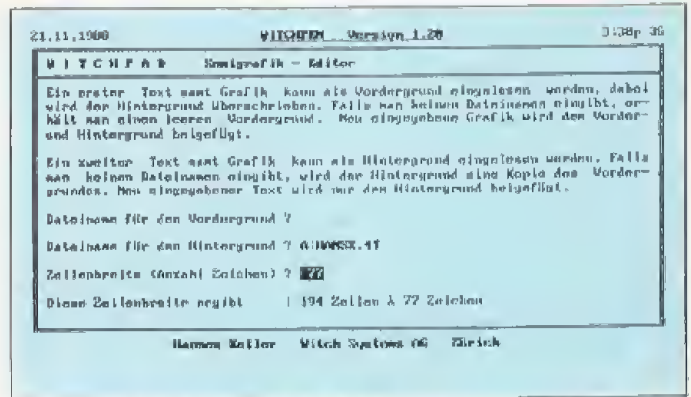 21.11.1988 WITCHPEN Version 1.20 3:38p 36
WITCHPAD Semigrafik - Editor
Ein erster Text samt Grafik kann als Vordergrund eingelesen werden, dabei
wird der Hintergrund überschrieben. Falls man keinen Dateinamen eingibt, er-
hält man einen leeren Vordergrund. Neu eingegebene Grafik wird dem Vorder-
und Hintergrund beigefügt.
Ein zweiter Text samt Grafik kann als Hintergrund eingelesen werden. Falls
man keinen Dateinamen eingibt, wird der Hintergrund eine Kopie des Vorder-
grundes. Neu eingegebener Text wird nur dem Hintergrund beigefügt.
Dateiname für den Vordergrund ?
Dateiname für den Hintergrund ?
Zeilenbreite (Anzahl Zeichen) ? 77
Diese Zeilenbreite ergibt : 194 Zeilen à 77 Zeichen
Hannes Keller Witch Systems AG Zürich